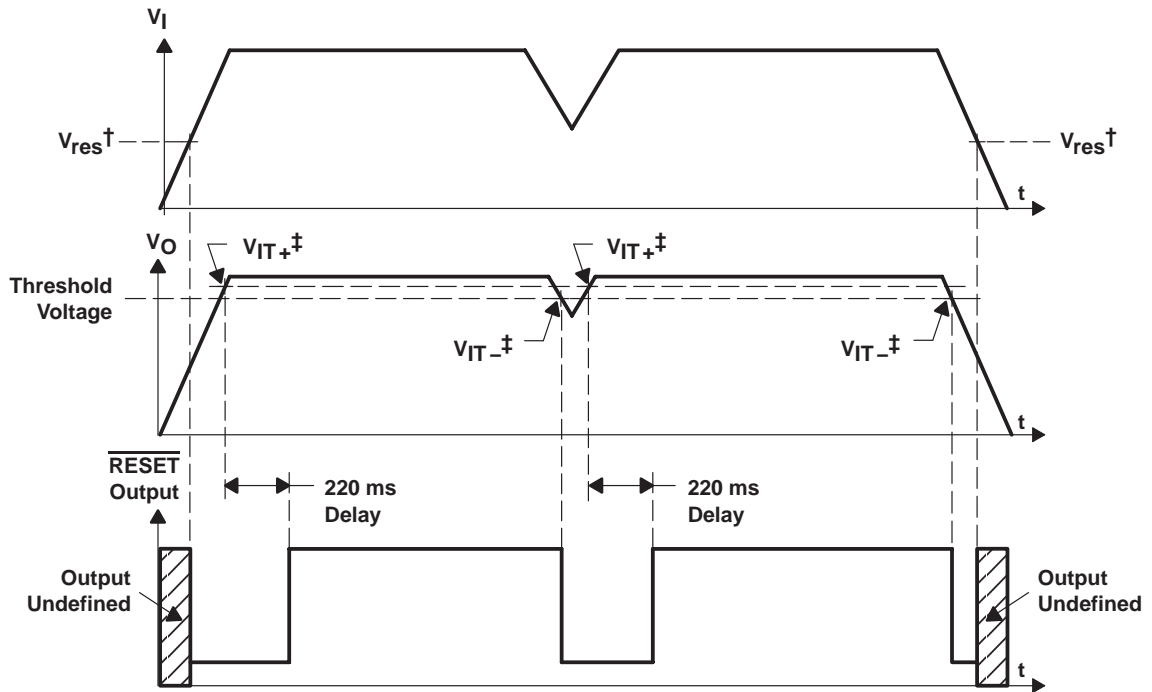 VI
Vres†
Vres†
t
VO
VIT+‡
VIT+‡
Threshold
Voltage
VIT−‡
VIT−‡
t
RESET
Output
220 ms
Delay
220 ms
Delay
Output
Undefined
Output
Undefined
t